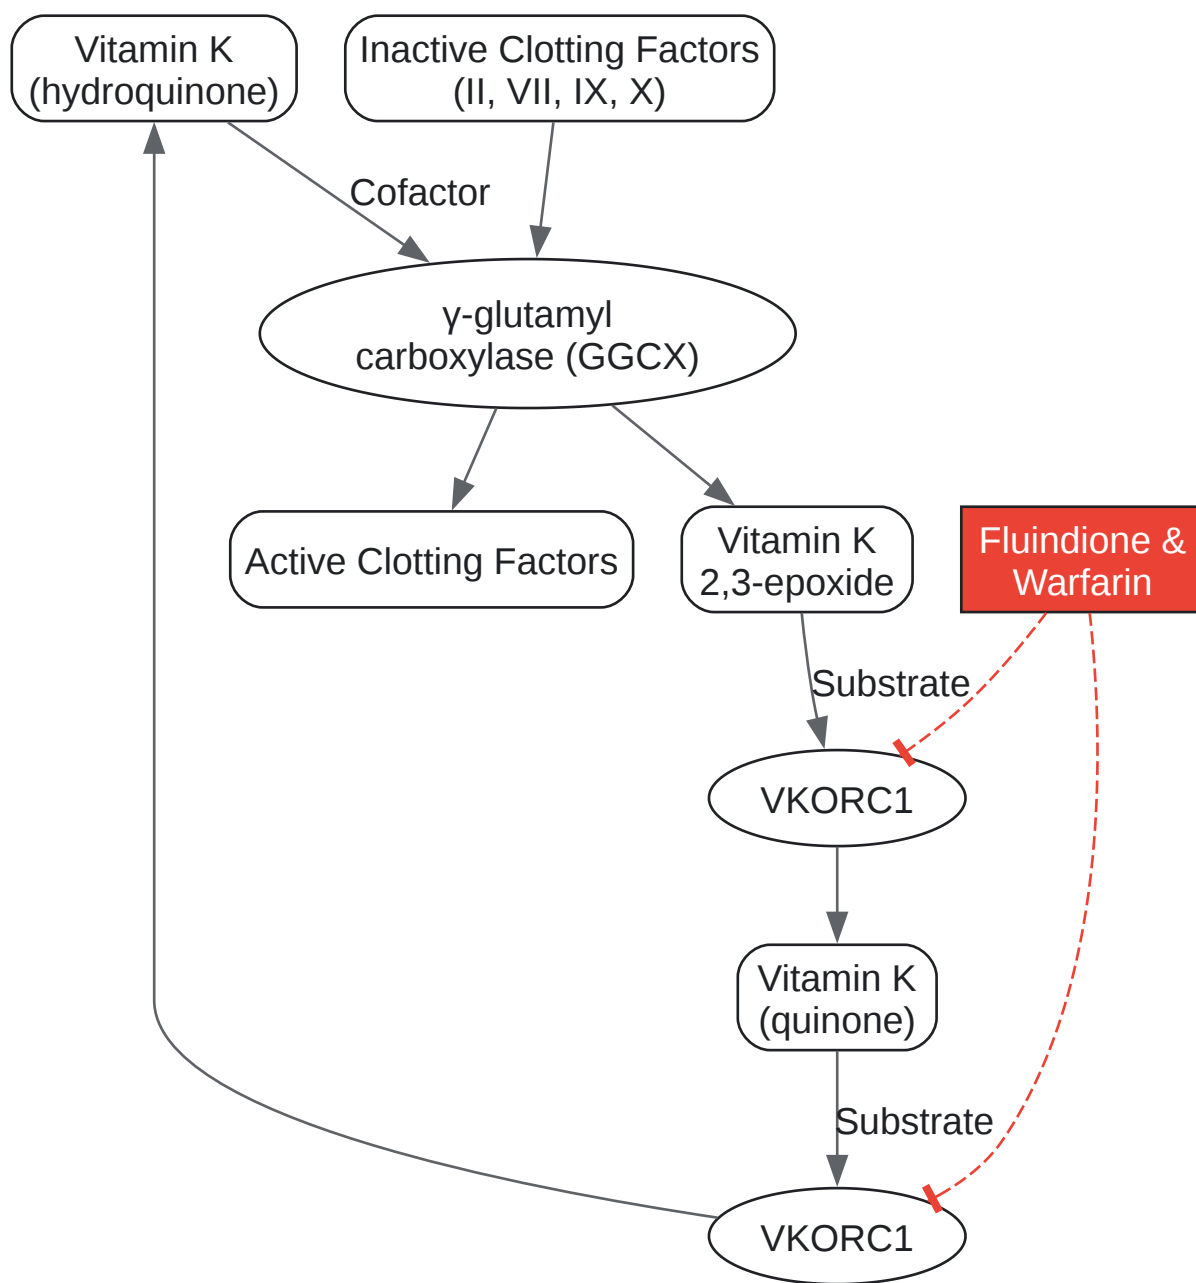 Vitamin K
(hydroquinone)
Inactive Clotting Factors
(II, VII, IX, X)
Cofactor
γ-glutamyl
carboxylase (GGCX)
Active Clotting Factors
Vitamin K
2,3-epoxide
Fluindione &
Warfarin
Substrate
VKORC1
Vitamin K
(quinone)
Substrate
VKORC1